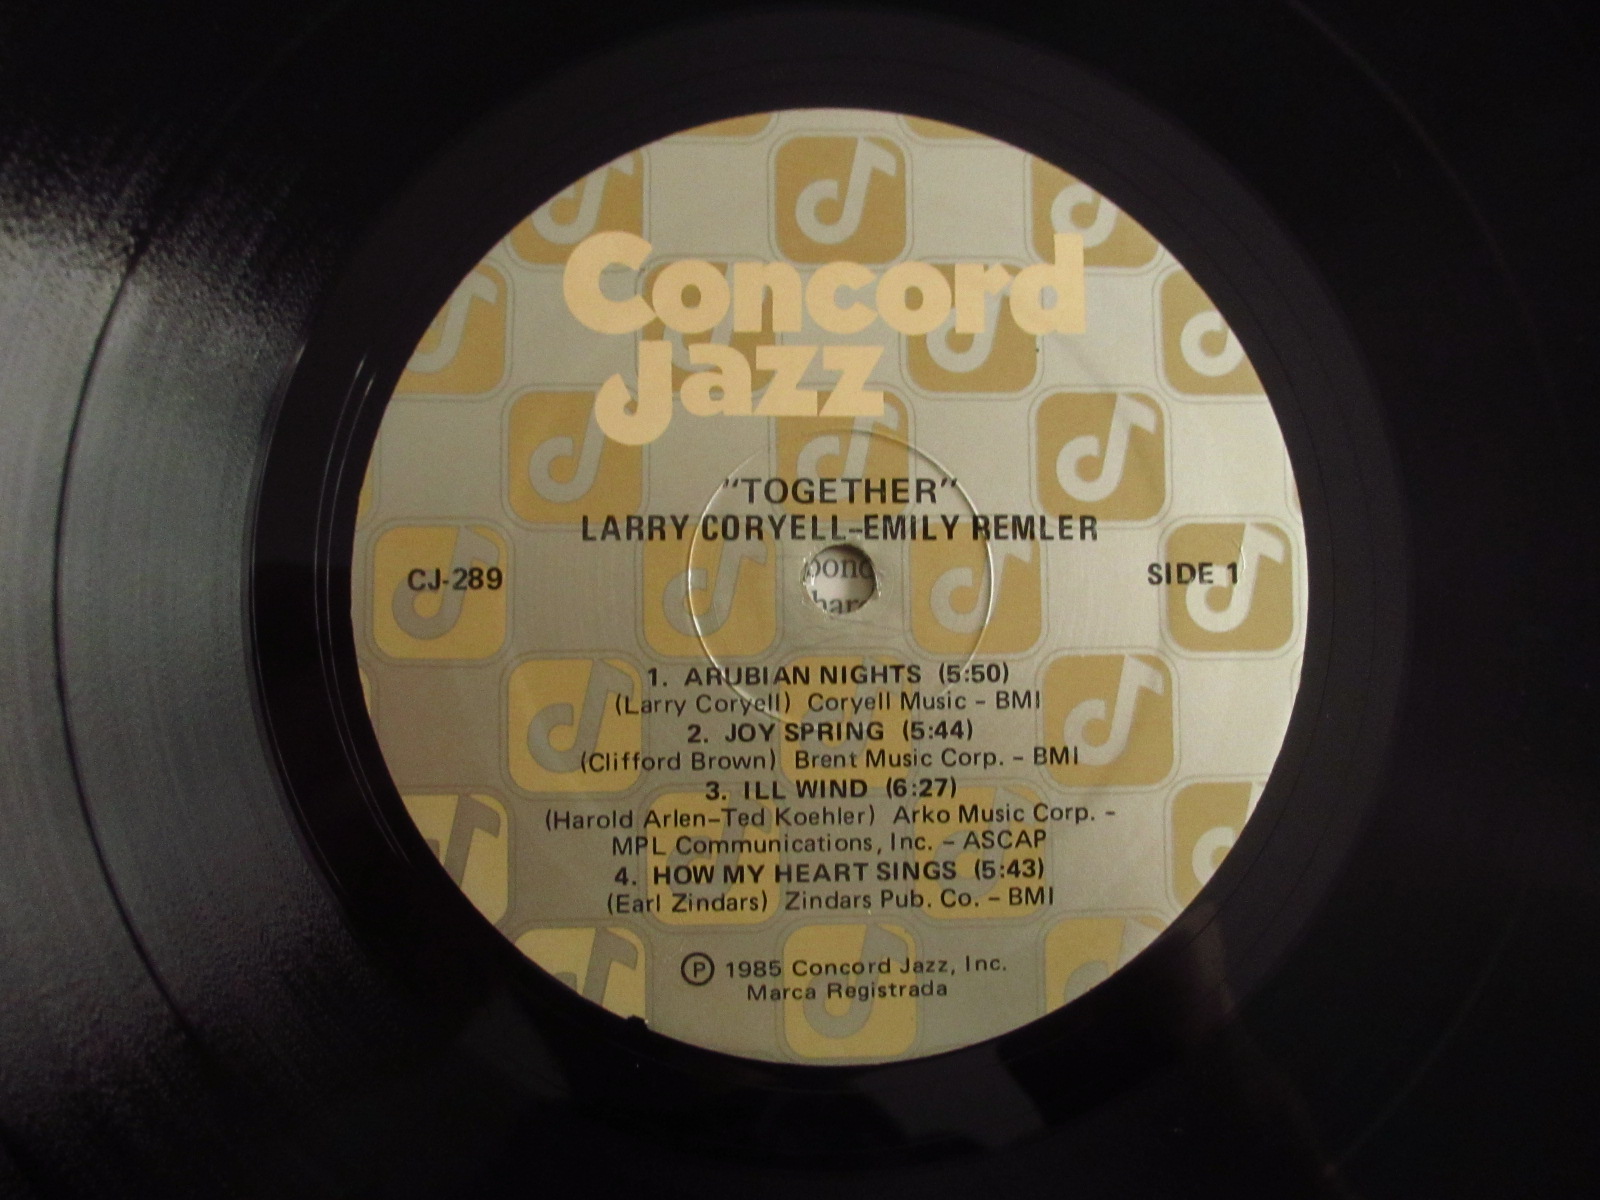 Concord
Jazz
"TOGETHER"
LARRY CORYELL-EMILY REMLER
CJ-289
SIDE 1
1. ARUBIAN NIGHTS (5:50)
(Larry Coryell) Coryell Music - BMI
2. JOY SPRING (5:44)
(Clifford Brown) Brent Music Corp. - BMI
3. ILL WIND (6:27)
(Harold Arlen-Ted Koehler) Arko Music Corp. -
MPL Communications, Inc. - ASCAP
4. HOW MY HEART SINGS (5:43)
(Earl Zindars) Zindars Pub. Co. - BMI
Ⓟ 1985 Concord Jazz, Inc.
Marca Registrada